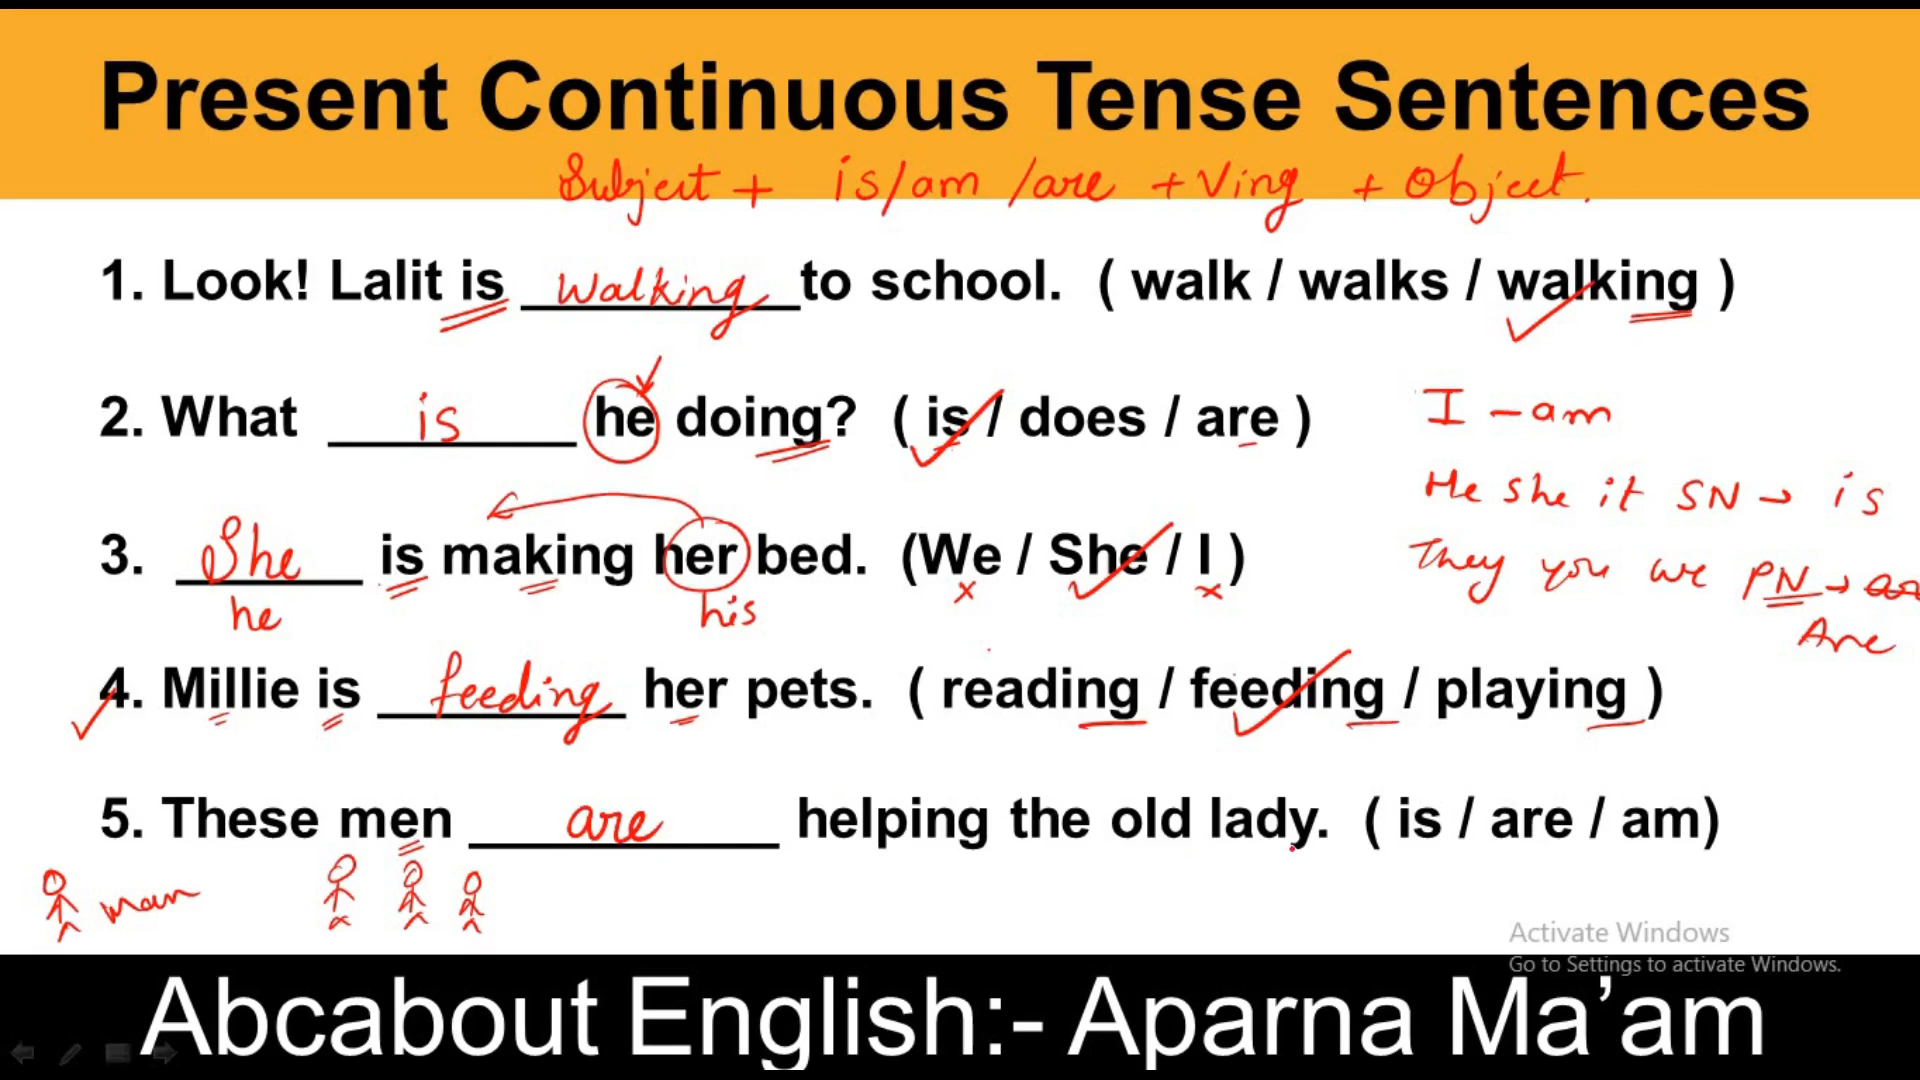 Present Continuous Tense Sentences
Subject + is/am /are + Ving + Object.
1. Look! Lalit is walking to school. ( walk / walks / walking )
2. What is he doing? ( is / does / are )
I - am
He she it SN → is
3. She is making her bed. (We / She / I )
he his
They you we PN →
Are
4. Millie is feeding her pets. ( reading / feeding / playing )
5. These men are helping the old lady. ( is / are / am)
man
Activate Windows
Go to Settings to activate Windows.
Abcabout English:- Aparna Ma’am